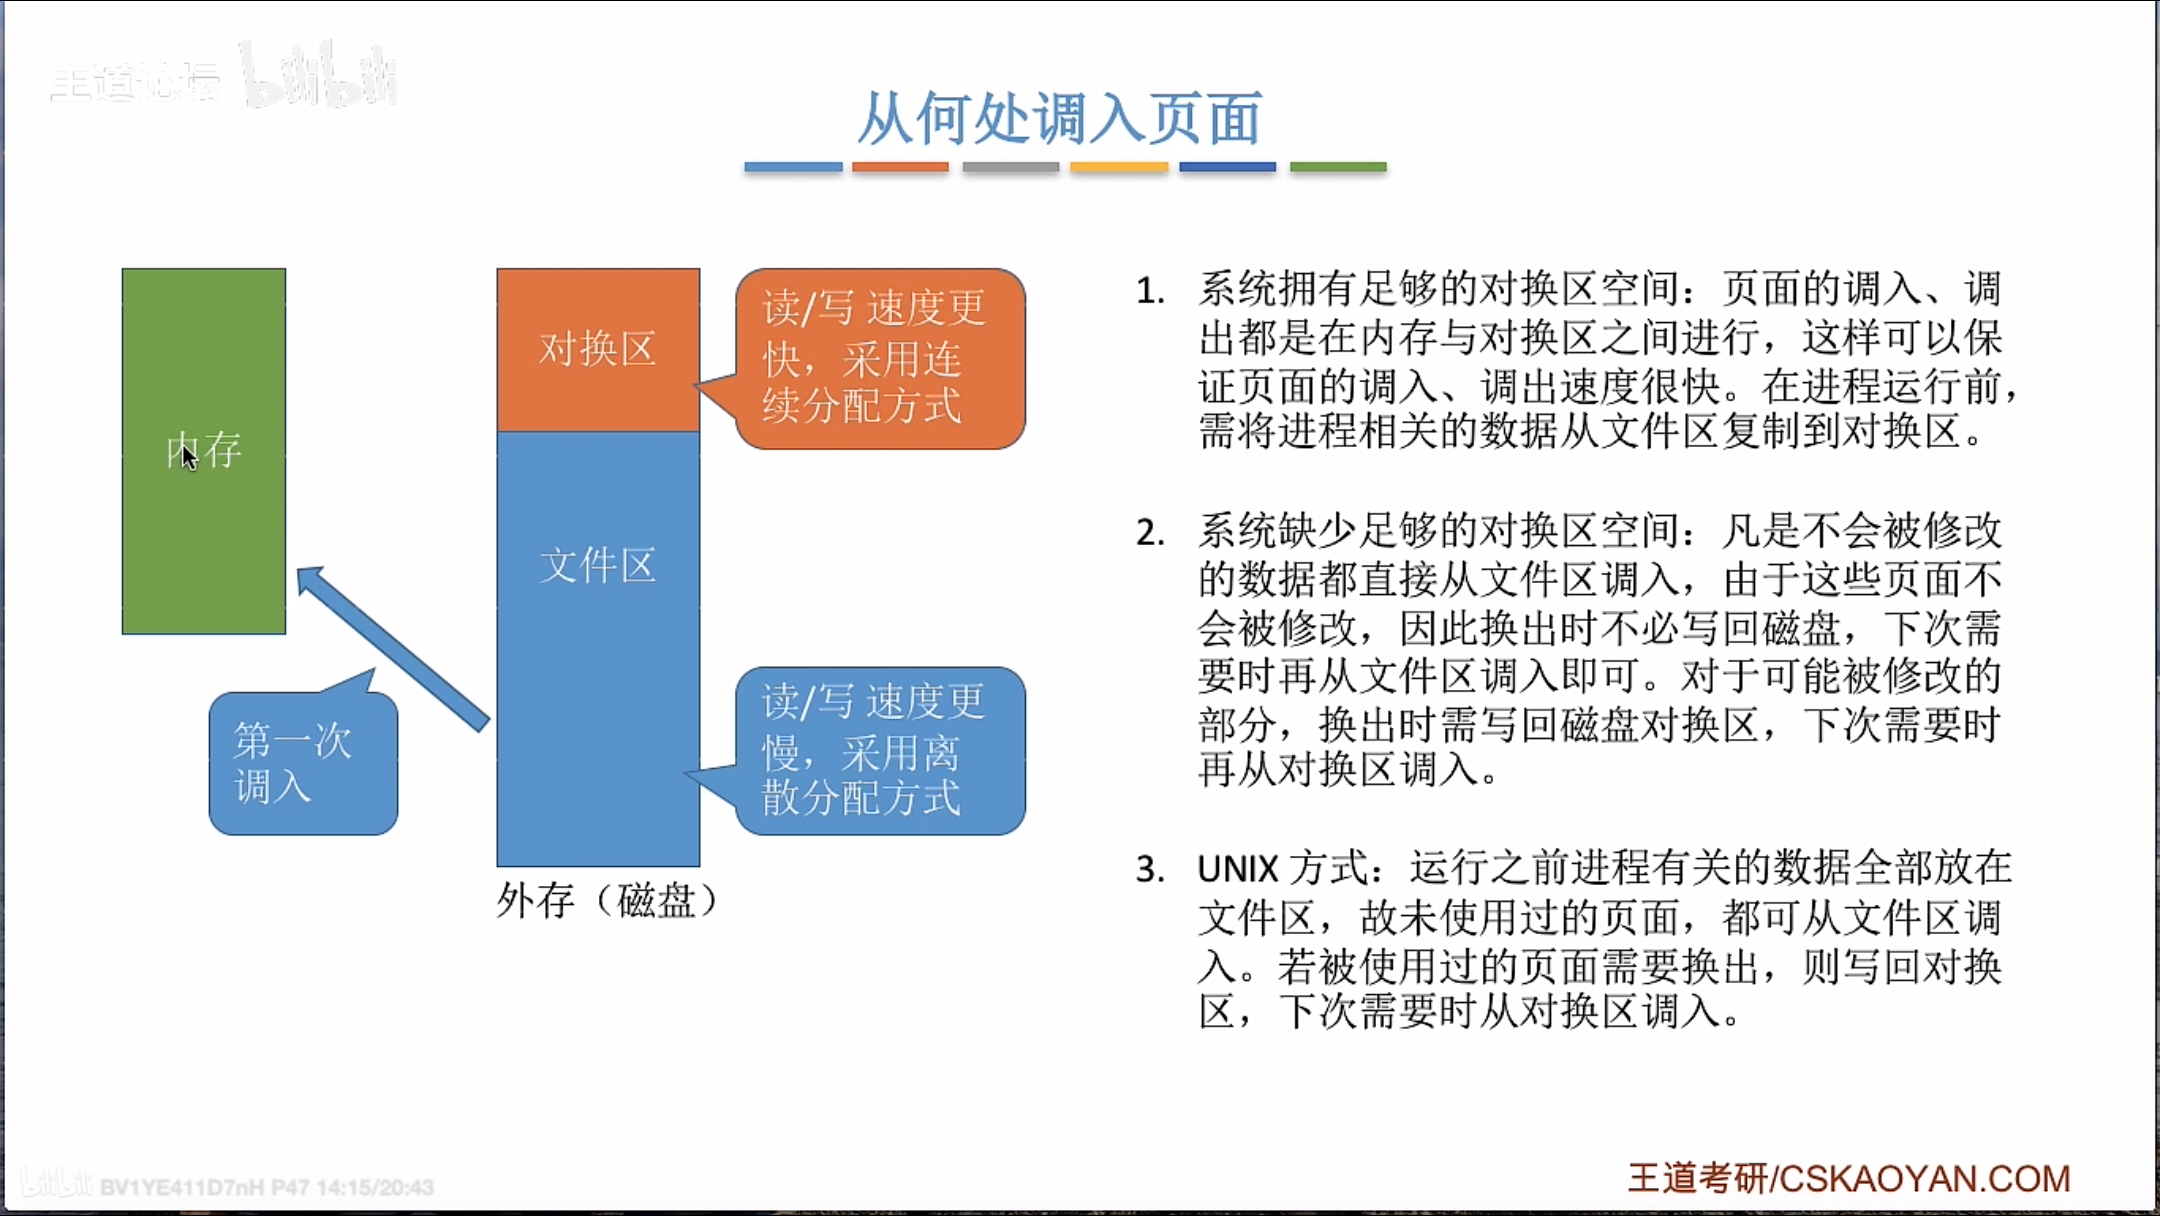 王道论坛 bilibili
从何处调入页面
内存
对换区
读/写 速度更
快，采用连
续分配方式
文件区
第一次
调入
读/写 速度更
慢，采用离
散分配方式
外存（磁盘）
1. 系统拥有足够的对换区空间：页面的调入、调
出都是在内存与对换区之间进行，这样可以保
证页面的调入、调出速度很快。在进程运行前，
需将进程相关的数据从文件区复制到对换区。
2. 系统缺少足够的对换区空间：凡是不会被修改
的数据都直接从文件区调入，由于这些页面不
会被修改，因此换出时不必写回磁盘，下次需
要时再从文件区调入即可。对于可能被修改的
部分，换出时需写回磁盘对换区，下次需要时
再从对换区调入。
3. UNIX 方式：运行之前进程有关的数据全部放在
文件区，故未使用过的页面，都可从文件区调
入。若被使用过的页面需要换出，则写回对换
区，下次需要时从对换区调入。
bilibili BV1YE411D7nH P47 14:15/20:43
王道考研/CSKAOYAN.COM